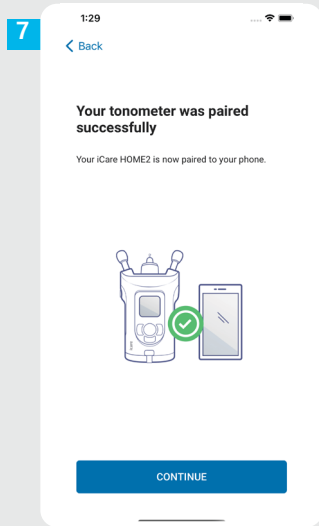 7
1:29
Back
Your tonometer was paired
successfully
Your iCare HOME2 is now paired to your phone.
CONTINUE